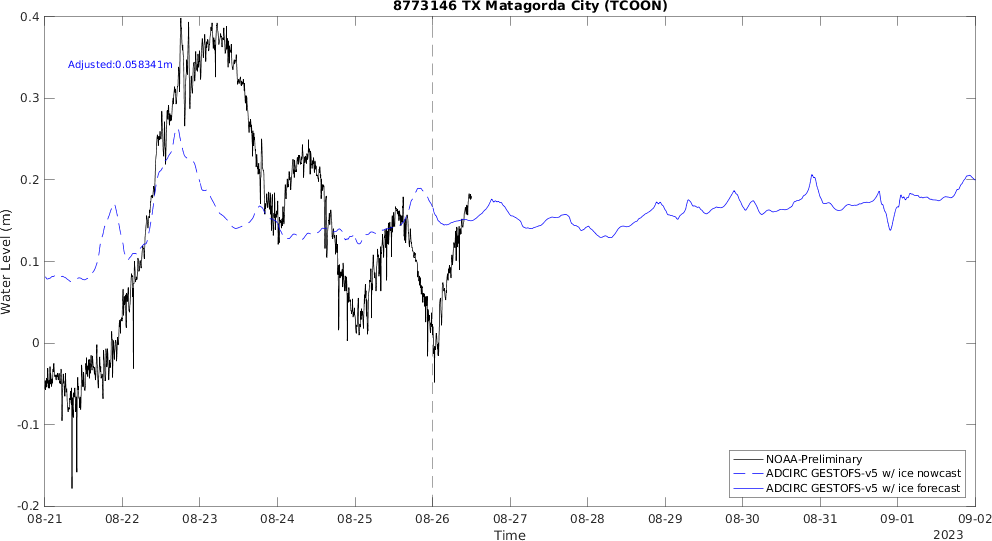 8773146 TX Matagorda City (TCOON)
Adjusted:0.058341m
Water Level (m)
0.4
0.3
0.2
0.1
0
-0.1
-0.2
NOAA-Preliminary
ADCIRC GESTOFS-v5 w/ ice nowcast
ADCIRC GESTOFS-v5 w/ ice forecast
08-21 08-22 08-23 08-24 08-25 08-26 08-27 08-28 08-29 08-30 08-31 09-01 09-02
Time
2023